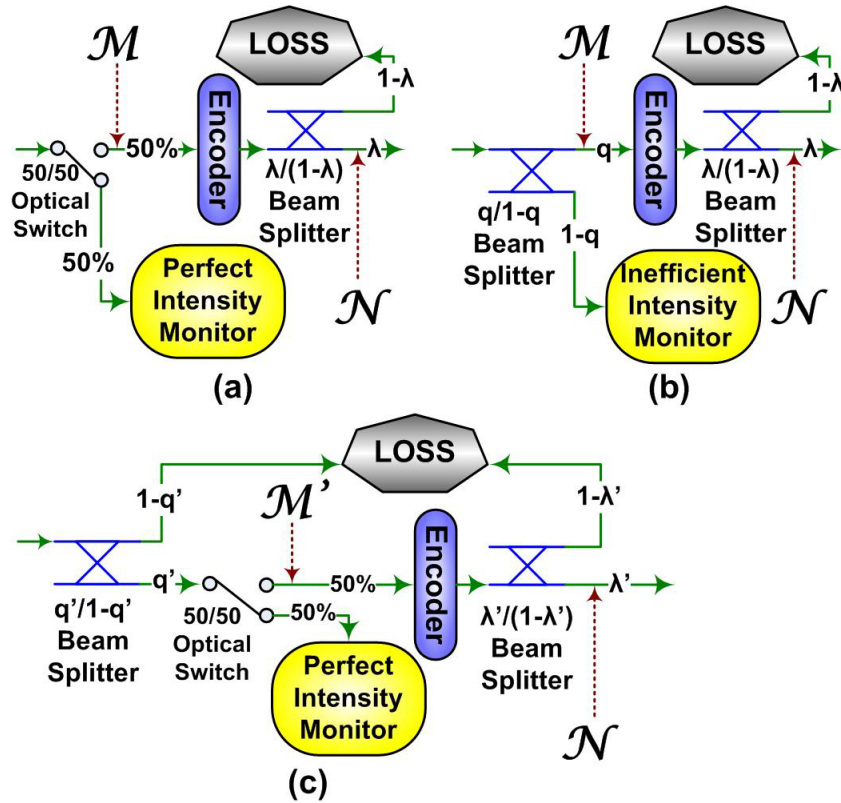 M
LOSS
1-λ
Encoder
50%
λ
50/50
Optical
Switch
λ/(1-λ)
Beam
Splitter
50%
Perfect
Intensity
Monitor
N
(a)
M
LOSS
1-λ
Encoder
q
λ
q/1-q
Beam
Splitter
λ/(1-λ)
Beam
Splitter
1-q
Inefficient
Intensity
Monitor
N
(b)
LOSS
1-q'
M'
1-λ'
Encoder
q'
50%
λ'
q'/1-q'
Beam
Splitter
50/50
Optical
Switch
50%
λ'/(1-λ')
Beam
Splitter
Perfect
Intensity
Monitor
N
(c)